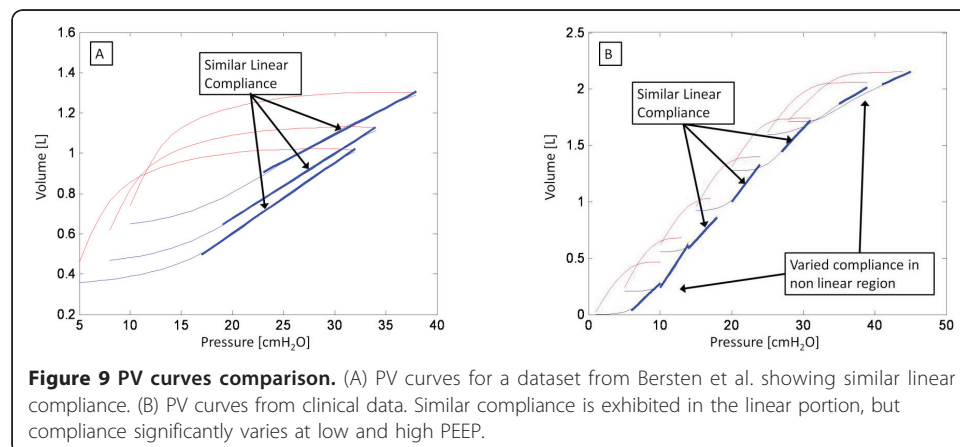 A
Similar Linear
Compliance
1.6
1.4
1.2
1
0.8
0.6
0.4
0.2
5
10
15
20
25
30
35
40
Volume [L]
Pressure [cmH₂O]
B
Similar Linear
Compliance
Varied compliance in
non linear region
2.5
2
1.5
1
0.5
0
0
10
20
30
40
50
Volume [L]
Pressure [cmH₂O]
Figure 9 PV curves comparison. (A) PV curves for a dataset from Bersten et al. showing similar linear
compliance. (B) PV curves from clinical data. Similar compliance is exhibited in the linear portion, but
compliance significantly varies at low and high PEEP.